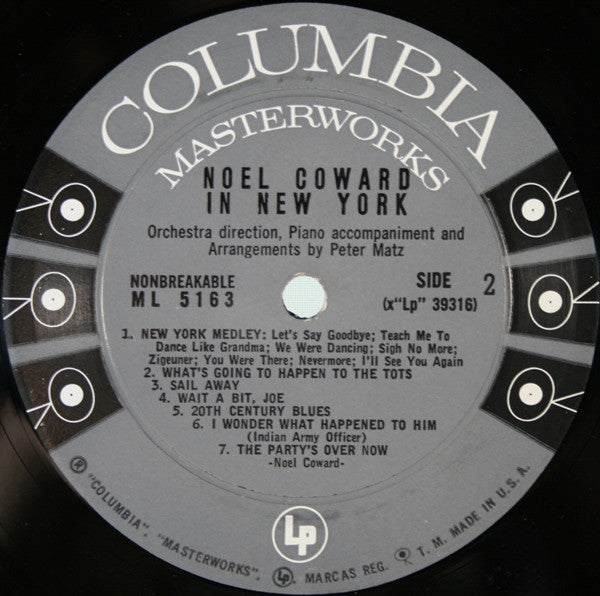 COLUMBIA
MASTERWORKS
NOEL COWARD
IN NEW YORK
Orchestra direction, Piano accompaniment and
Arrangements by Peter Matz
NONBREAKABLE
ML 5163
SIDE 2
(x"Lp" 39316)
1. NEW YORK MEDLEY: Let's Say Goodbye; Teach Me To
Dance Like Grandma; We Were Dancing; Sigh No More;
Zigeuner; You Were There; Nevermore; I'll See You Again
2. WHAT'S GOING TO HAPPEN TO THE TOTS
3. SAIL AWAY
4. WAIT A BIT, JOE
5. 20TH CENTURY BLUES
6. I WONDER WHAT HAPPENED TO HIM
(Indian Army Officer)
7. THE PARTY'S OVER NOW
-Noel Coward-
LP
® "COLUMBIA", "MASTERWORKS", LP, MARCAS REG. T. M. MADE IN U. S. A.